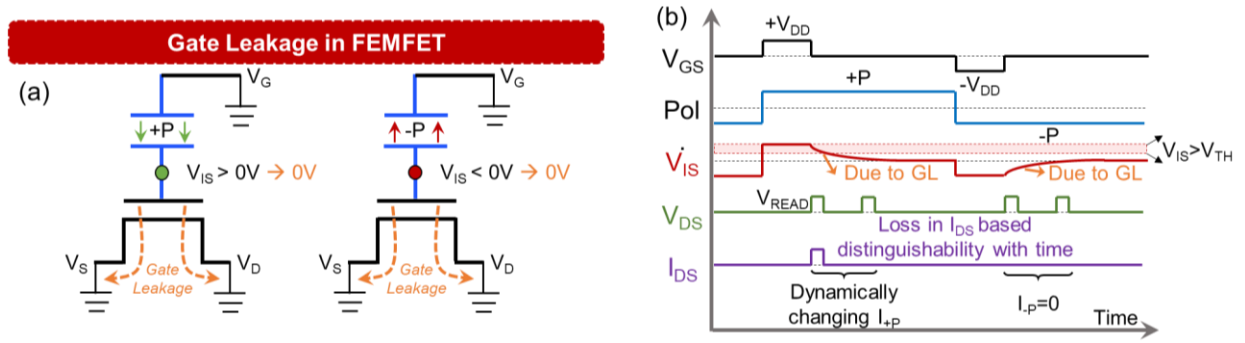 Gate Leakage in FEMFET
(a)
V_G
+P
V_IS > 0V → 0V
V_S
V_D
Gate
Leakage
V_G
-P
V_IS < 0V → 0V
V_S
V_D
Gate
Leakage
(b)
+V_DD
V_GS
-V_DD
Pol
+P
-P
V_IS
V_IS>V_TH
Due to GL
Due to GL
V_READ
V_DS
Loss in I_DS based
distinguishability with time
I_DS
Dynamically
changing I_+P
I_-P=0
Time